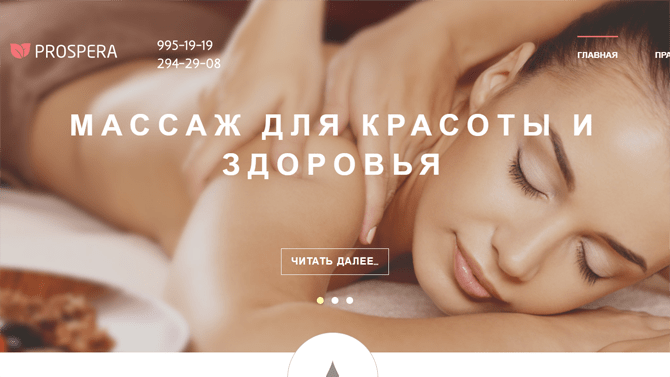 PROSPERA
995-19-19
294-29-08
ГЛАВНАЯ
МАССАЖ ДЛЯ КРАСОТЫ И
ЗДОРОВЬЯ
ЧИТАТЬ ДАЛЕЕ...